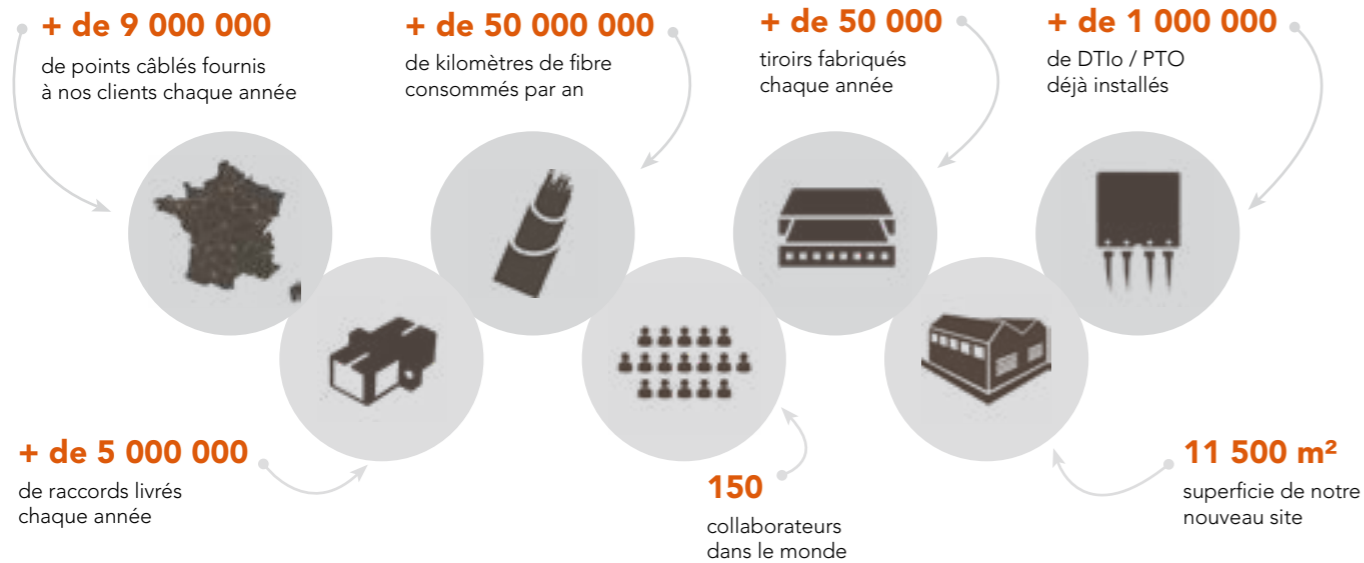 + de 9 000 000
de points câblés fournis
à nos clients chaque année
+ de 50 000 000
de kilomètres de fibre
consommés par an
+ de 50 000
tiroirs fabriqués
chaque année
+ de 1 000 000
de DTIo / PTO
déjà installés
+ de 5 000 000
de raccords livrés
chaque année
150
collaborateurs
dans le monde
11 500 m²
superficie de notre
nouveau site